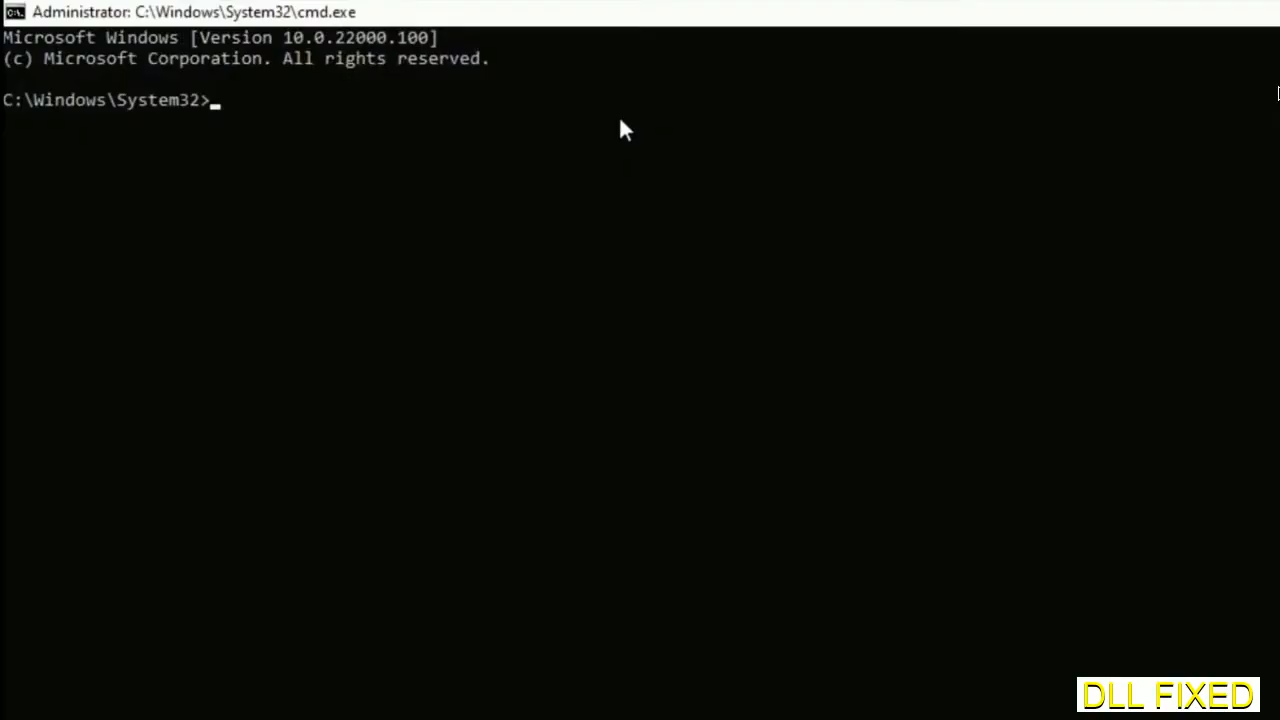 Administrator: C:\Windows\System32\cmd.exe
Microsoft Windows [Version 10.0.22000.100]
(c) Microsoft Corporation. All rights reserved.
C:\Windows\System32>
DLL FIXED